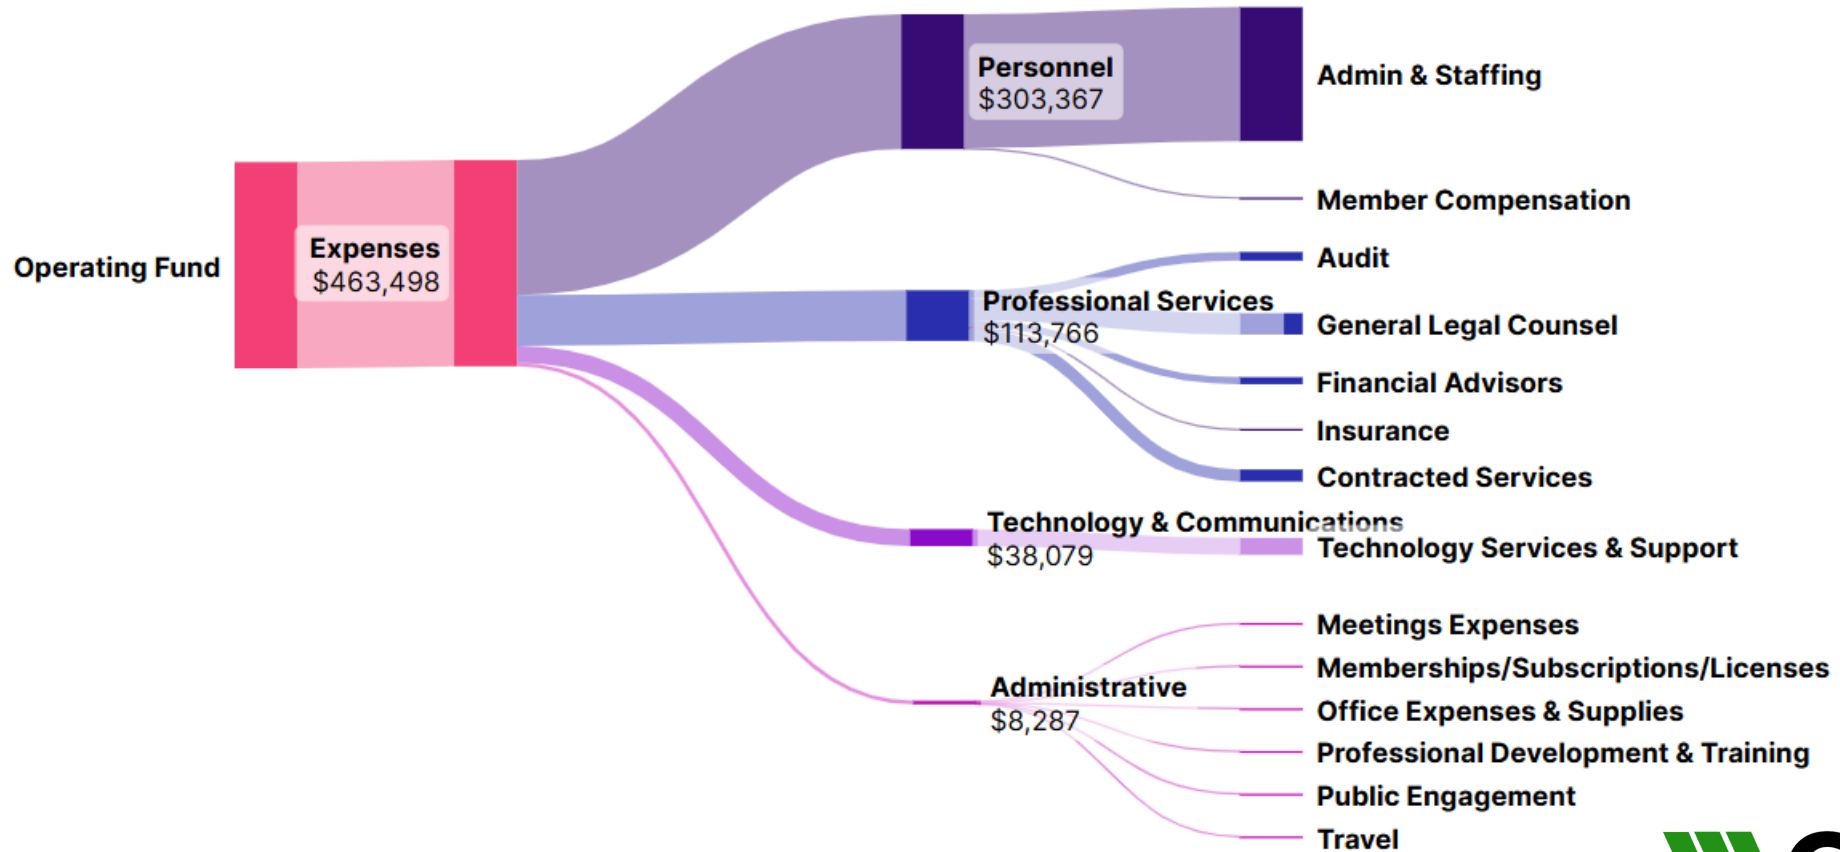 Operating Fund
Expenses
$463,498
Personnel
$303,367
Admin & Staffing
Member Compensation
Professional Services
$113,766
Audit
General Legal Counsel
Financial Advisors
Insurance
Contracted Services
Technology & Communications
$38,079
Technology Services & Support
Administrative
$8,287
Meetings Expenses
Memberships/Subscriptions/Licenses
Office Expenses & Supplies
Professional Development & Training
Public Engagement
Travel